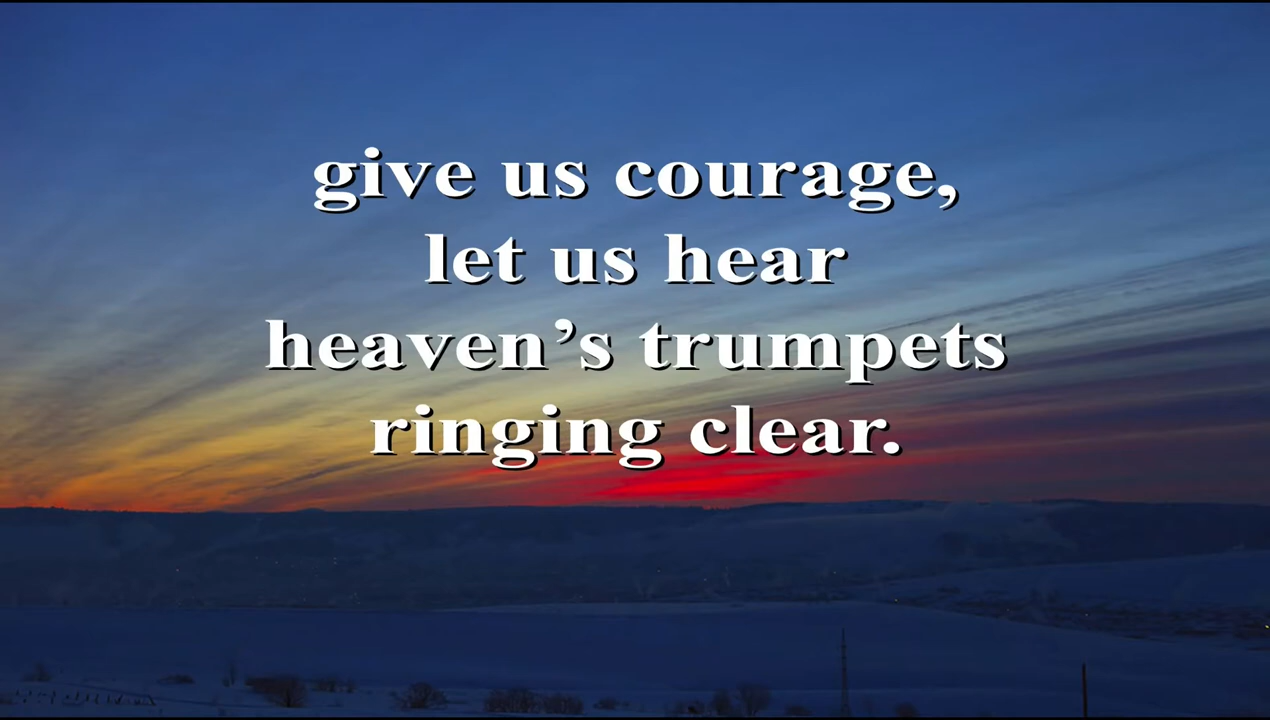 give us courage,
let us hear
heaven’s trumpets
ringing clear.